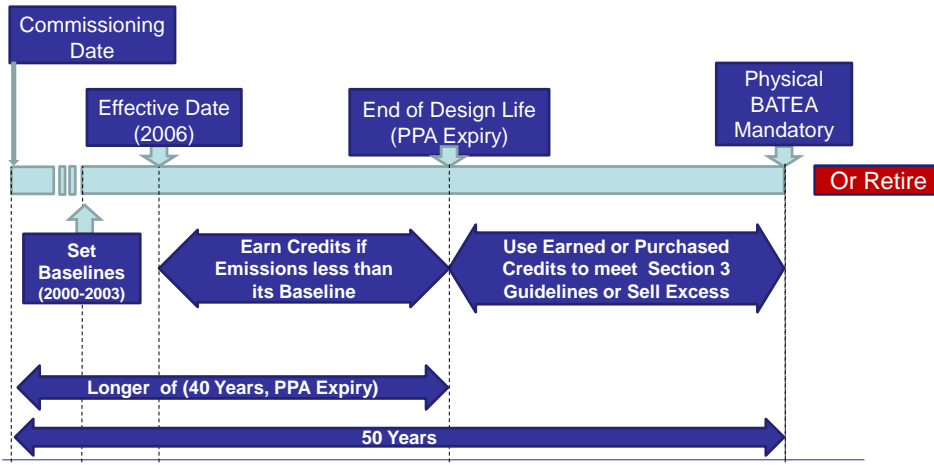 Commissioning
Date
Effective Date
(2006)
End of Design Life
(PPA Expiry)
Physical
BATEA
Mandatory
Or Retire
Set
Baselines
(2000-2003)
Earn Credits if
Emissions less than
its Baseline
Use Earned or Purchased
Credits to meet Section 3
Guidelines or Sell Excess
Longer of (40 Years, PPA Expiry)
50 Years